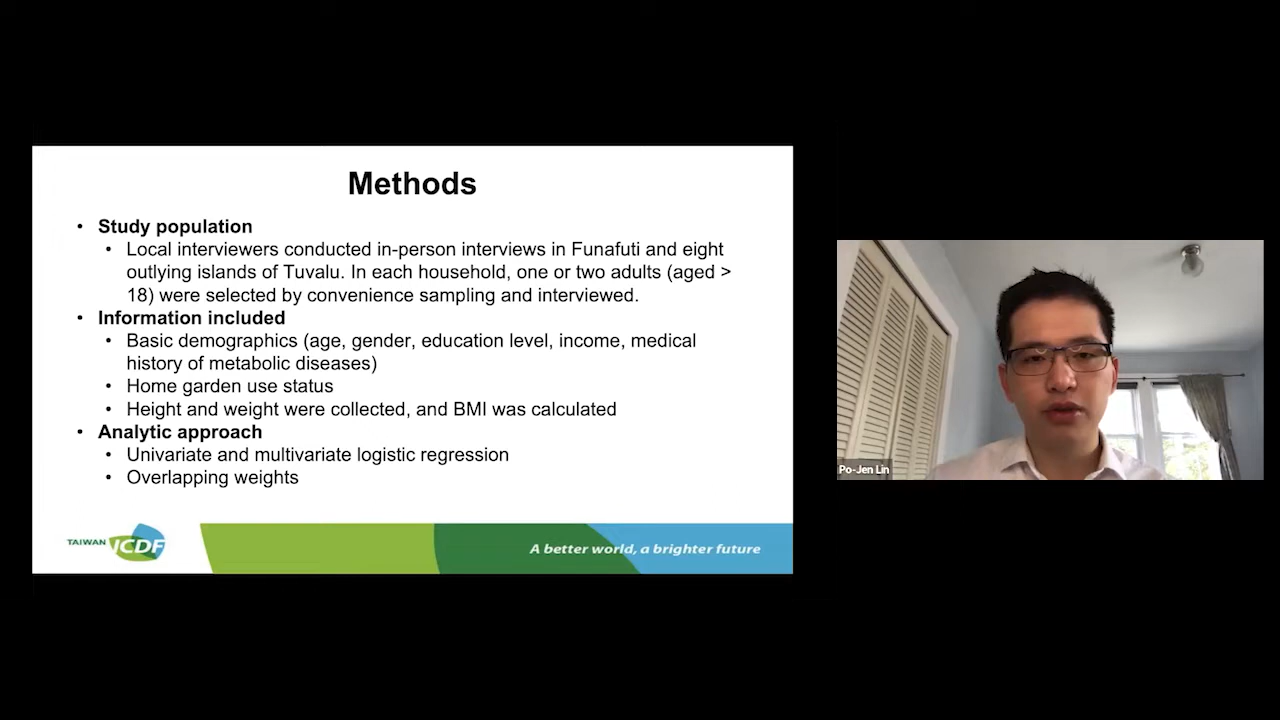 Methods
• Study population
• Local interviewers conducted in-person interviews in Funafuti and eight
outlying islands of Tuvalu. In each household, one or two adults (aged >
18) were selected by convenience sampling and interviewed.
• Information included
• Basic demographics (age, gender, education level, income, medical
history of metabolic diseases)
• Home garden use status
• Height and weight were collected, and BMI was calculated
• Analytic approach
• Univariate and multivariate logistic regression
• Overlapping weights
TAIWAN ICDF
A better world, a brighter future
Po-Jen Lin